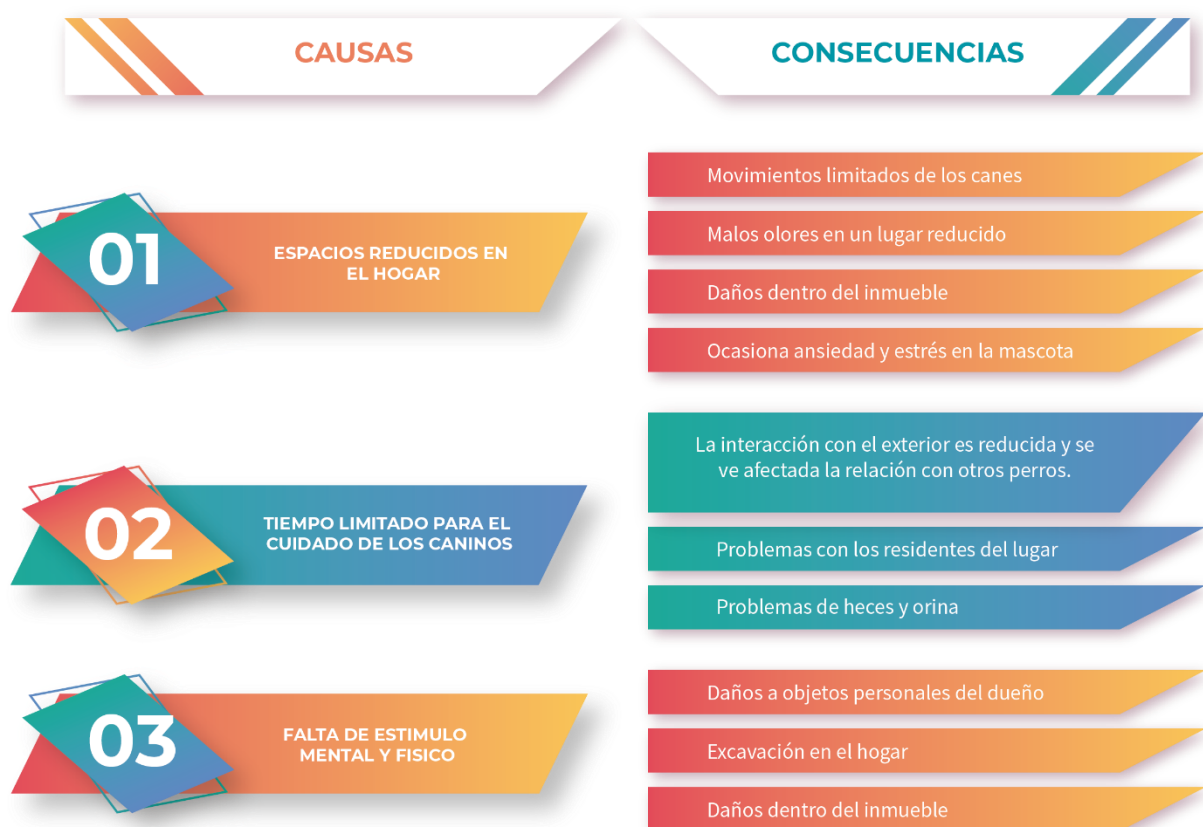 CAUSAS
CONSECUENCIAS
01
ESPACIOS REDUCIDOS EN
EL HOGAR
Movimientos limitados de los canes
Malos olores en un lugar reducido
Daños dentro del inmueble
Ocasiona ansiedad y estrés en la mascota
02
TIEMPO LIMITADO PARA EL
CUIDADO DE LOS CANINOS
La interacción con el exterior es reducida y se
ve afectada la relación con otros perros.
Problemas con los residentes del lugar
Problemas de heces y orina
03
FALTA DE ESTIMULO
MENTAL Y FISICO
Daños a objetos personales del dueño
Excavación en el hogar
Daños dentro del inmueble